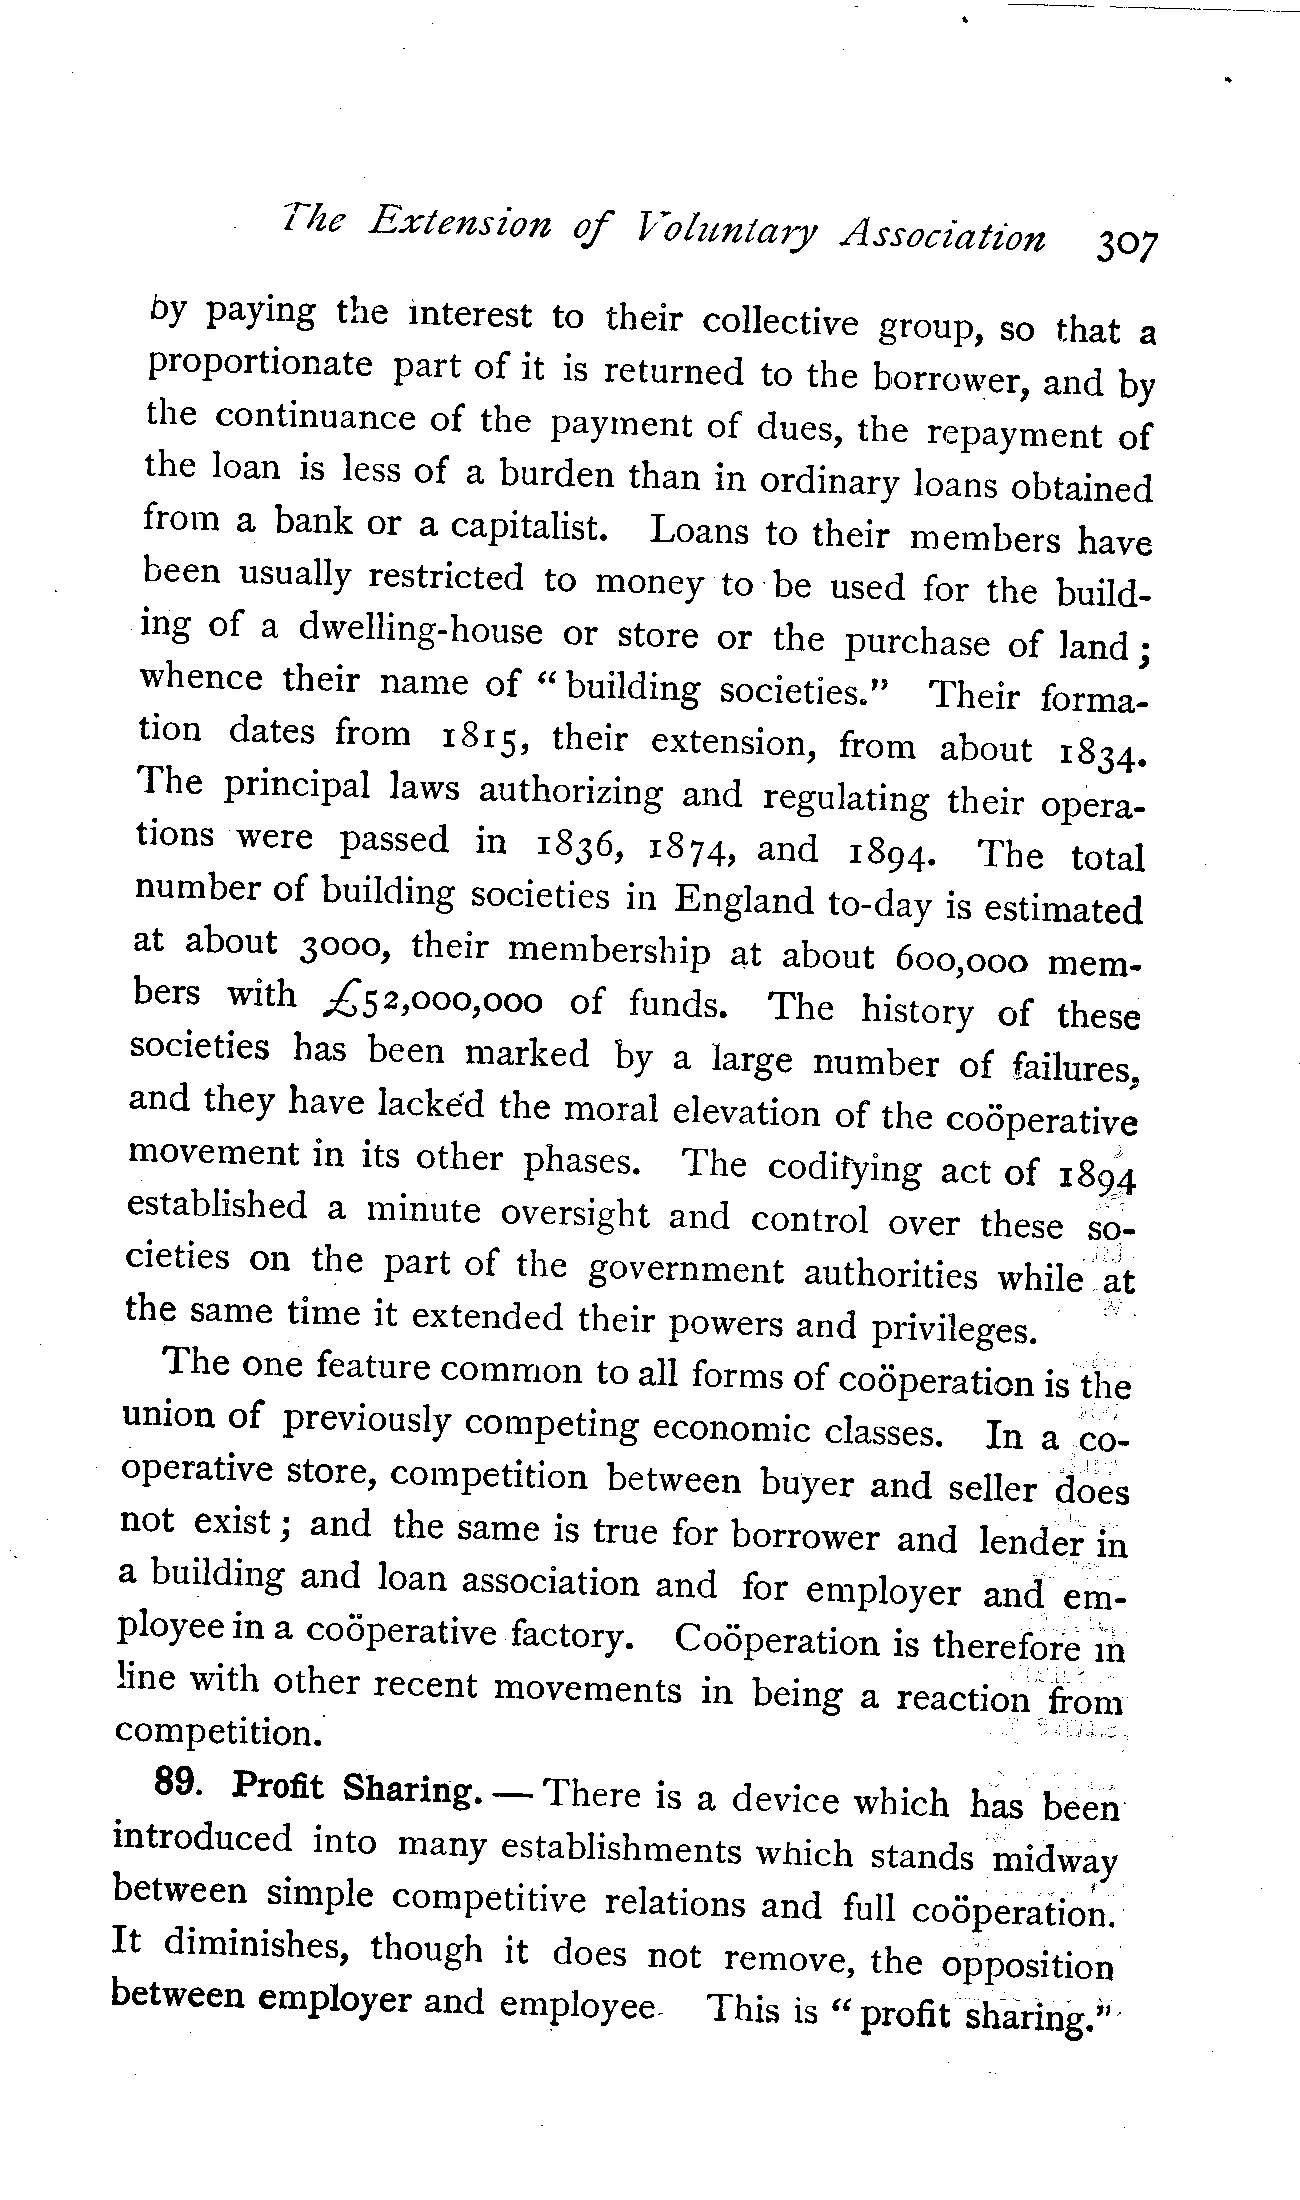 The Extension of Voluntary Association 307
by paying the interest to their collective group, so that a
proportionate part of it is returned to the borrower, and by
the continuance of the payment of dues, the repayment of
the loan is less of a burden than in ordinary loans obtained
from a bank or a capitalist. Loans to their members have
been usually restricted to money to be used for the build-
ing of a dwelling-house or store or the purchase of land;
whence their name of "building societies." Their forma-
tion dates from 1815, their extension, from about 1834.
The principal laws authorizing and regulating their opera-
tions were passed in 1836, 1874, and 1894. The total
number of building societies in England to-day is estimated
at about 3000, their membership at about 600,000 mem-
bers with £52,000,000 of funds. The history of these
societies has been marked by a large number of failures,
and they have lacked the moral elevation of the coöperative
movement in its other phases. The codifying act of 1894
established a minute oversight and control over these so-
cieties on the part of the government authorities while at
the same time it extended their powers and privileges.
The one feature common to all forms of coöperation is the
union of previously competing economic classes. In a co-
operative store, competition between buyer and seller does
not exist; and the same is true for borrower and lender in
a building and loan association and for employer and em-
ployee in a coöperative factory. Coöperation is therefore in
line with other recent movements in being a reaction from
competition.
89. Profit Sharing. — There is a device which has been
introduced into many establishments which stands midway
between simple competitive relations and full coöperation.
It diminishes, though it does not remove, the opposition
between employer and employee. This is "profit sharing."